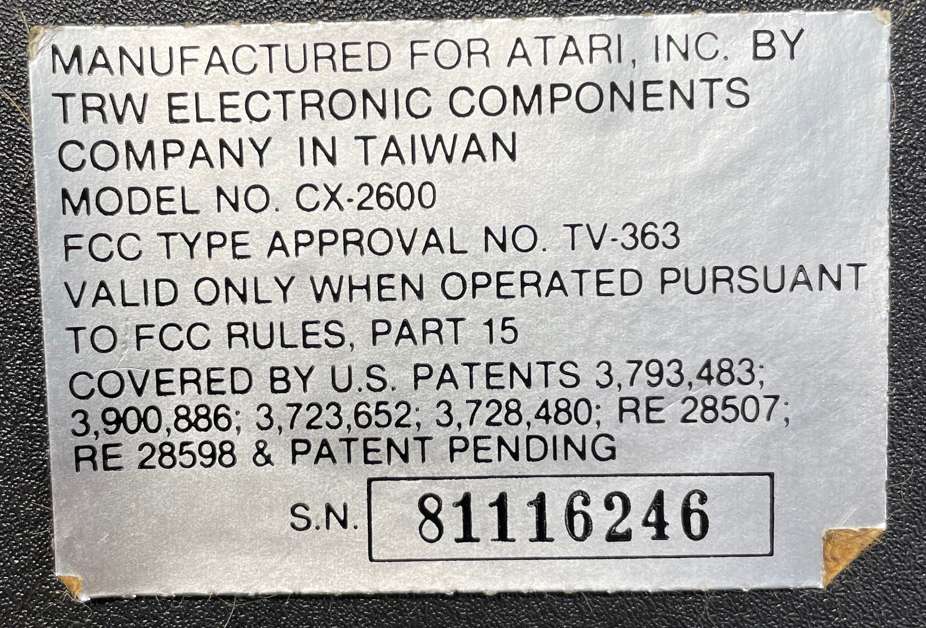 MANUFACTURED FOR ATARI, INC. BY
TRW ELECTRONIC COMPONENTS
COMPANY IN TAIWAN
MODEL NO. CX-2600
FCC TYPE APPROVAL NO. TV-363
VALID ONLY WHEN OPERATED PURSUANT
TO FCC RULES, PART 15
COVERED BY U.S. PATENTS 3,793,483;
3,900,886; 3,723,652; 3,728,480; RE 28507;
RE 28598 & PATENT PENDING
S.N. 81116246